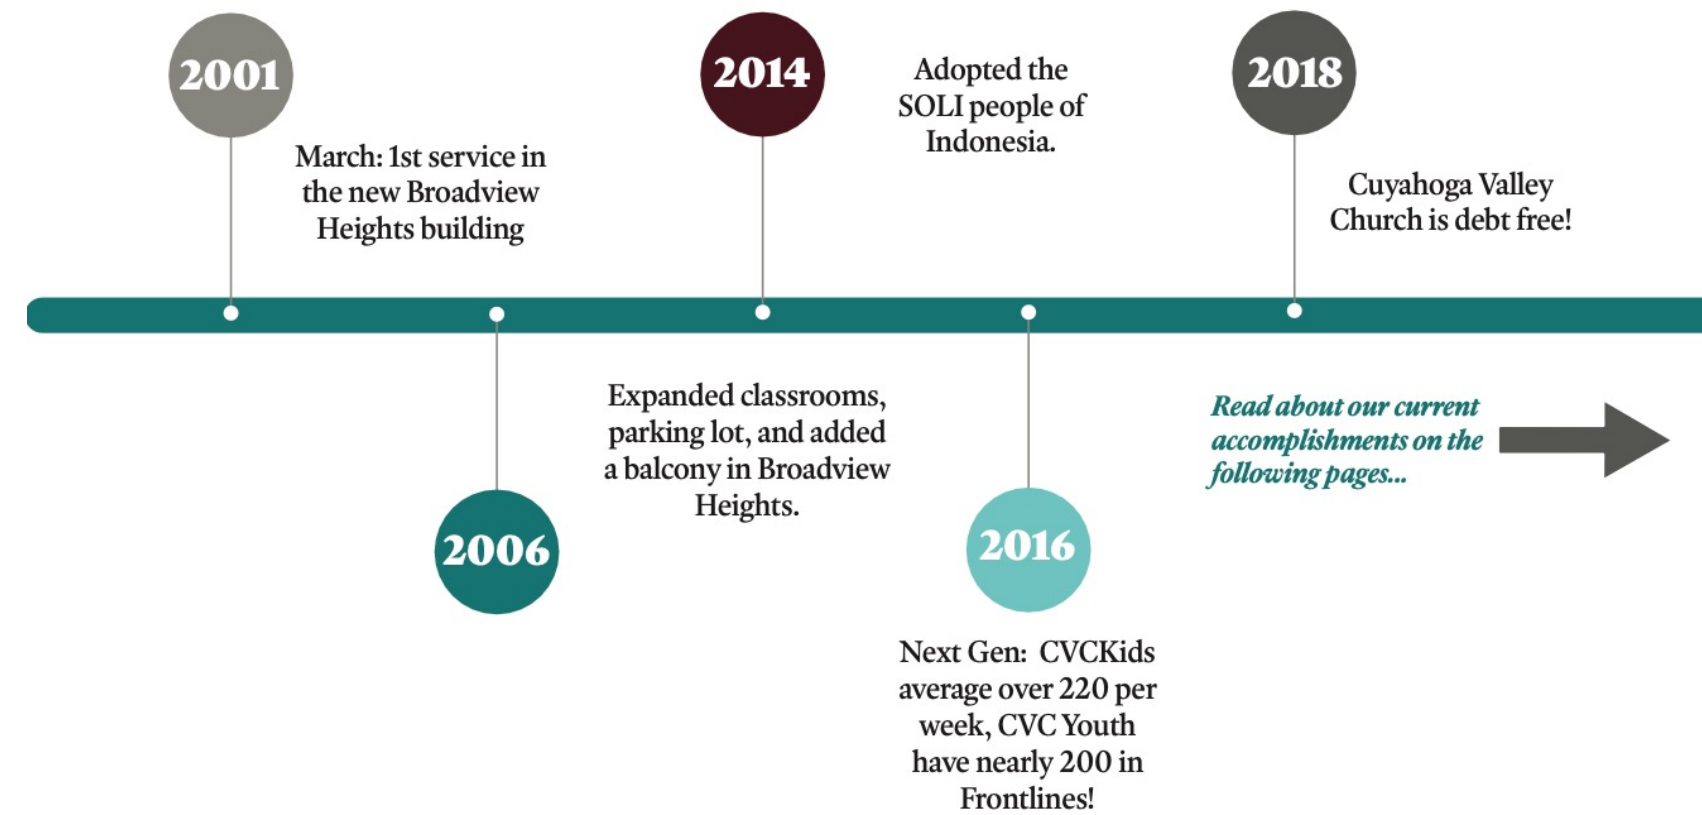 2001
March: 1st service in
the new Broadview
Heights building
2006
Expanded classrooms,
parking lot, and added
a balcony in Broadview
Heights.
2014
Adopted the
SOLI people of
Indonesia.
2016
Next Gen:  CVCKids
average over 220 per
week, CVC Youth
have nearly 200 in
Frontlines!
2018
Cuyahoga Valley
Church is debt free!
Read about our current
accomplishments on the
following pages...